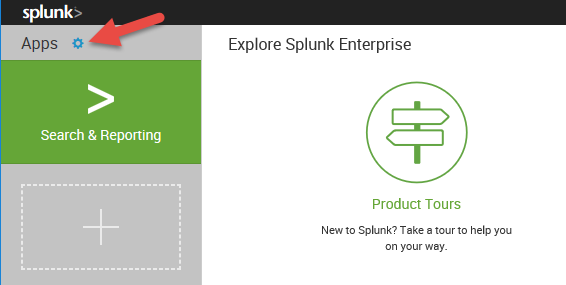 splunk>
Apps
Explore Splunk Enterprise
>
Search & Reporting
Product Tours
New to Splunk? Take a tour to help you
on your way.